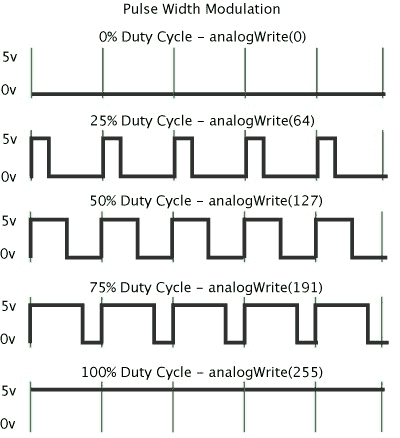 Pulse Width Modulation
0% Duty Cycle – analogWrite(0)
5v
0v
25% Duty Cycle – analogWrite(64)
5v
0v
50% Duty Cycle – analogWrite(127)
5v
0v
75% Duty Cycle – analogWrite(191)
5v
0v
100% Duty Cycle – analogWrite(255)
5v
0v